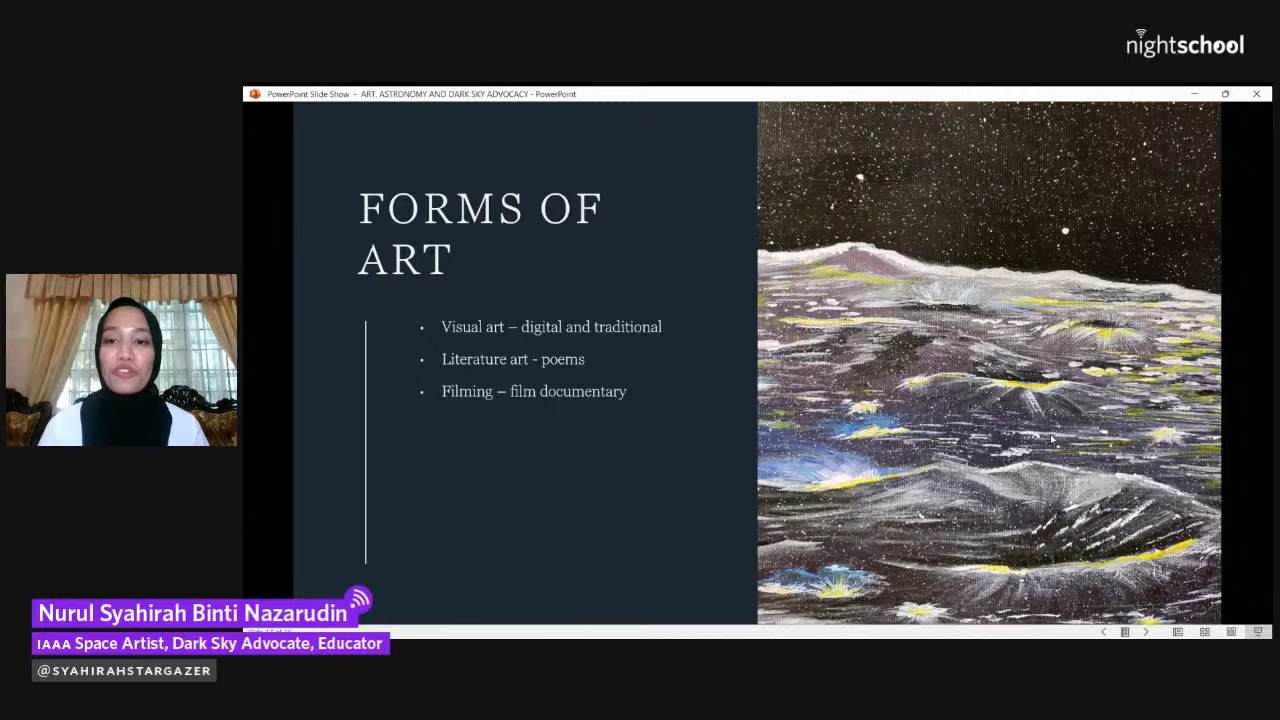 nightschool
PowerPoint Slide Show - ART, ASTRONOMY AND DARK SKY ADVOCACY - PowerPoint
FORMS OF
ART
• Visual art – digital and traditional
• Literature art - poems
• Filming – film documentary
Nurul Syahirah Binti Nazarudin
IAAA Space Artist, Dark Sky Advocate, Educator
@SYAHIRAHSTARGAZER